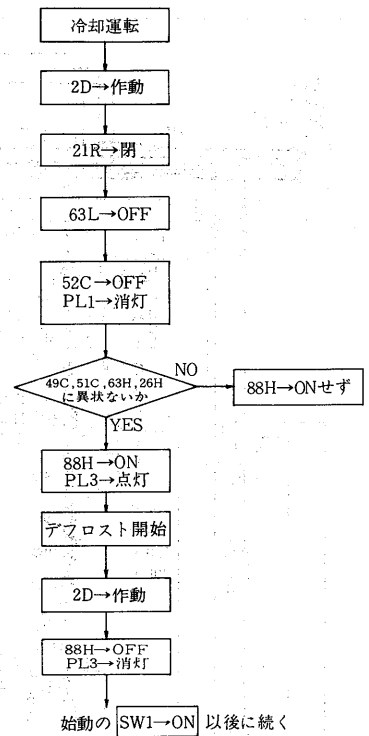 冷却運転
2D→作動
21R→閉
63L→OFF
52C→OFF
PL1→消灯
49C,51C,63H,26H
に異状ないか
NO
88H→ONせず
YES
88H→ON
PL3→点灯
デフロスト開始
2D→作動
88H→OFF
PL3→消灯
始動の SW1→ON 以後に続く